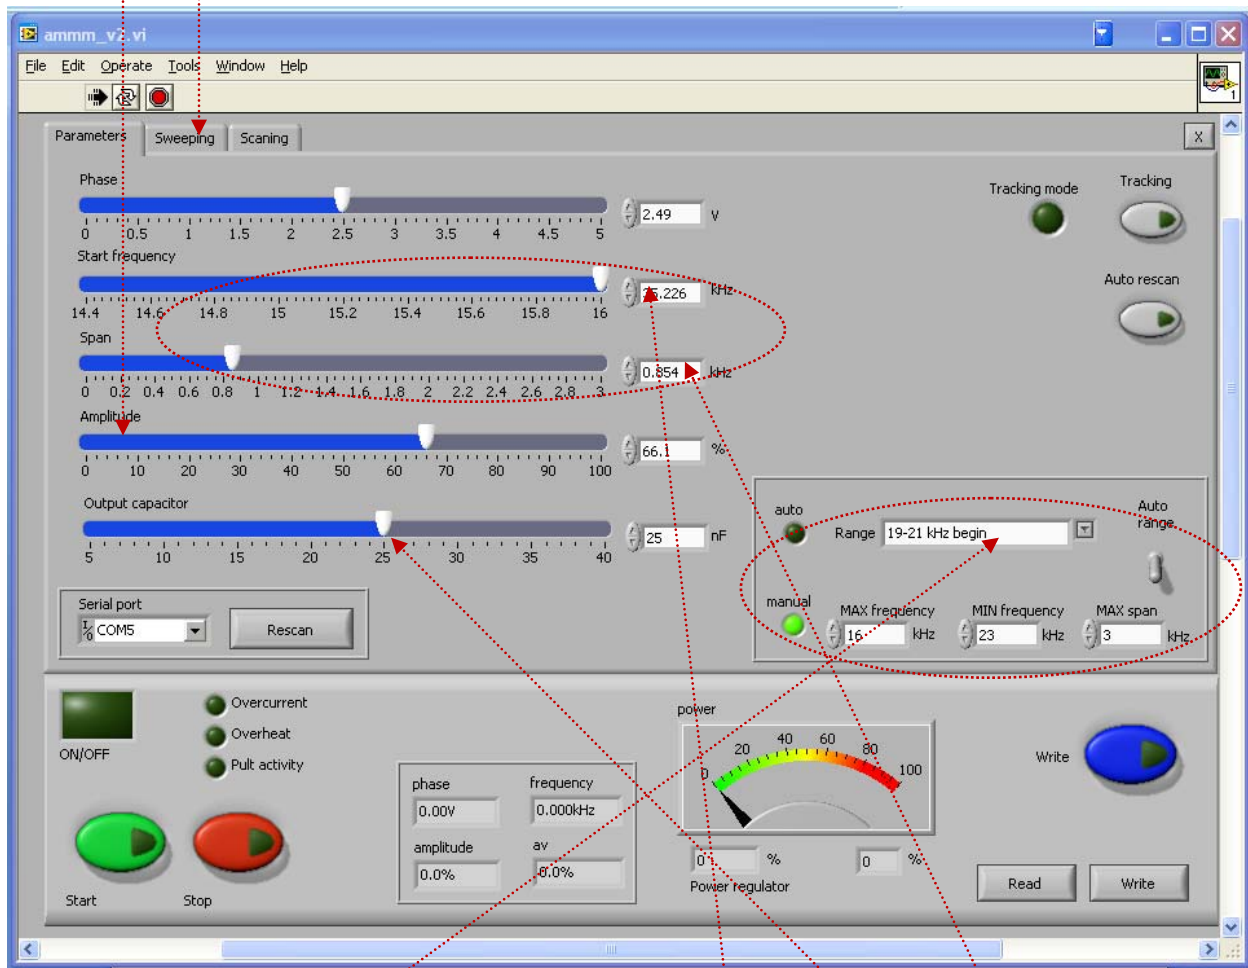 ammm_v2.vi
File Edit Operate Tools Window Help
1
Parameters Sweeping Scaning X
Phase
2.49 V
0 0.5 1 1.5 2 2.5 3 3.5 4 4.5 5
Tracking mode Tracking
Start frequency
25.226 kHz
14.4 14.6 14.8 15 15.2 15.4 15.6 15.8 16
Auto rescan
Span
0.854 kHz
0 0.2 0.4 0.6 0.8 1 1.2 1.4 1.6 1.8 2 2.2 2.4 2.6 2.8 3
Amplitude
66.1 %
0 10 20 30 40 50 60 70 80 90 100
Output capacitor
25 nF
5 10 15 20 25 30 35 40
auto Range 19-21 kHz begin Auto
range
manual MAX frequency MIN frequency MAX span
16 kHz 23 kHz 3 kHz
Serial port
I/0 COM5 Rescan
ON/OFF
Overcurrent
Overheat
Pult activity
Start Stop
phase frequency
0.00V 0.000kHz
amplitude av
0.0% 0.0%
power
0 20 40 60 80 100
0 % 0 %
Power regulator
Write
Read Write